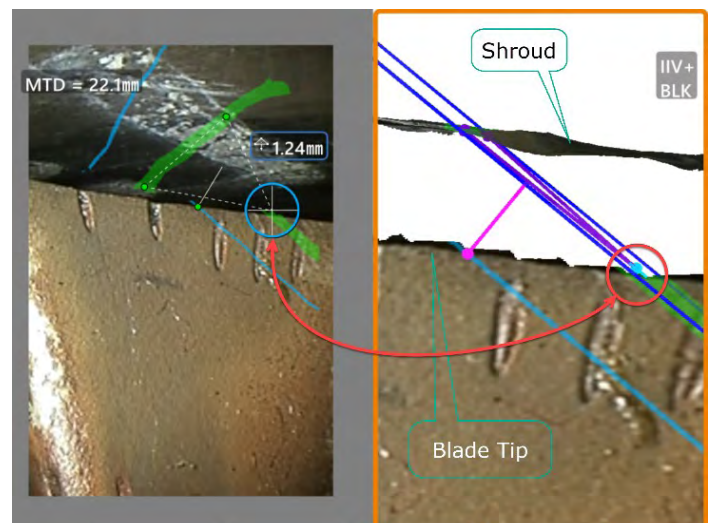 MTD = 22.1mm
1.24mm
Shroud
IIV+
BLK
Blade Tip